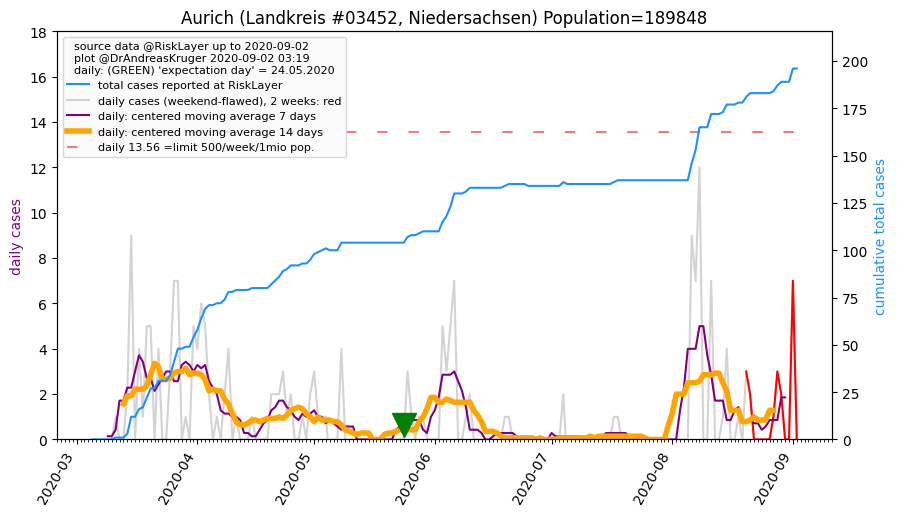 Aurich (Landkreis #03452, Niedersachsen) Population=189848
source data @RiskLayer up to 2020-09-02
plot @DrAndreasKruger 2020-09-02 03:19
daily: (GREEN) 'expectation day' = 24.05.2020
total cases reported at RiskLayer
daily cases (weekend-flawed), 2 weeks: red
daily: centered moving average 7 days
daily: centered moving average 14 days
daily 13.56 =limit 500/week/1mio pop.
daily cases
18
16
14
12
10
8
6
4
2
0
cumulative total cases
200
175
150
125
100
75
50
25
0
2020-03
2020-04
2020-05
2020-06
2020-07
2020-08
2020-09